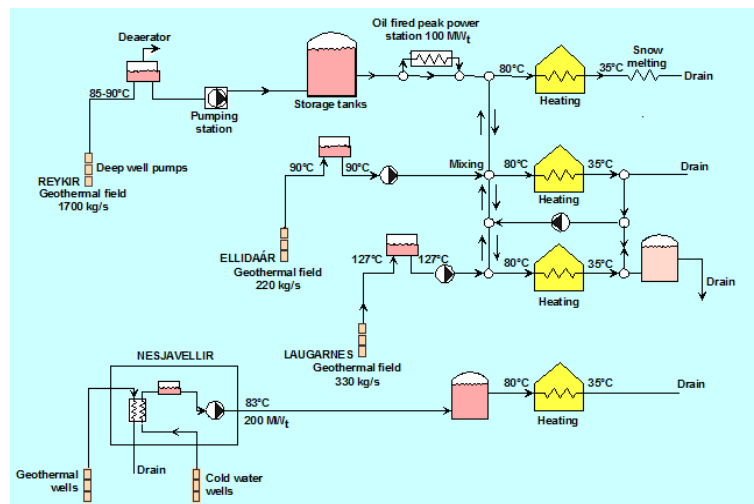 Oil fired peak power
station 100 MWt
Deaerator
85-90°C
Pumping
station
Storage tanks
80°C
35°C
Snow
melting
Drain
Heating
Deep well pumps
REYKIR
Geothermal field
1700 kg/s
90°C
90°C
Mixing
80°C
35°C
Drain
Heating
ELLIDAÁR
Geothermal field
220 kg/s
127°C
127°C
80°C
35°C
Heating
Drain
LAUGARNES
Geothermal field
330 kg/s
NESJAVELLIR
83°C
200 MWt
80°C
35°C
Drain
Heating
Geothermal
wells
Drain
Cold water
wells